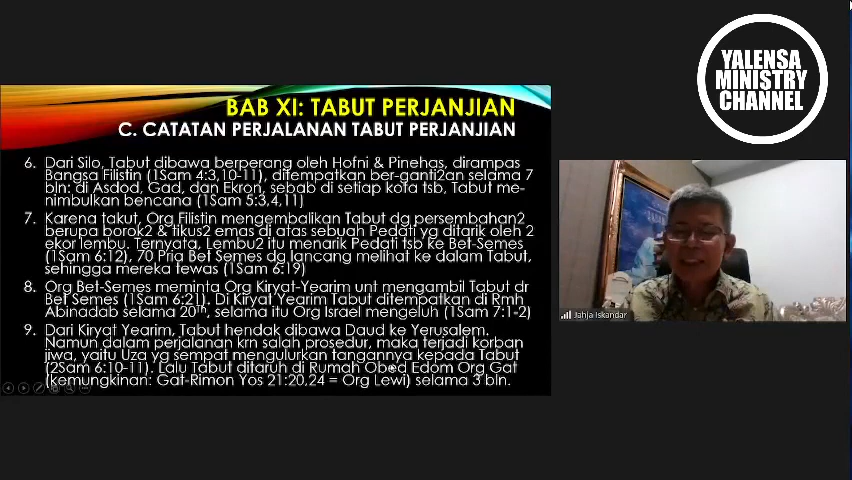 YALENSA
MINISTRY
CHANNEL
BAB XI: TABUT PERJANJIAN
C. CATATAN PERJALANAN TABUT PERJANJIAN
6. Dari Silo, Tabut dibawa berperang oleh Hofni & Pinehas, dirampas
Bangsa Filistin (1Sam 4:3,10-11), ditempatkan ber-ganti2an selama 7
bln: di Asdod, Gad, dan Ekron, sebab di setiap kota tsb, Tabut me-
nimbulkan bencana (1Sam 5:3,4,11)
7. Karena takut, Org Filistin mengembalikan Tabut dg persembahan2
berupa borok2 & tikus2 emas di atas sebuah Pedati yg ditarik oleh 2
ekor lembu. Ternyata, Lembu2 itu menarik Pedati tsb ke Bet-Semes
(1Sam 6:12), 70 Pria Bet Semes dg lancang melihat ke dalam Tabut,
sehingga mereka tewas (1Sam 6:19)
8. Org Bet-Semes meminta Org Kiryat-Yearim unt mengambil Tabut dr
Bet Semes (1Sam 6:21). Di Kiryat Yearim Tabut ditempatkan di Rmh
Abinadab selama 20Th, selama itu Org Israel mengeluh (1Sam 7:1-2)
9. Dari Kiryat Yearim, Tabut hendak dibawa Daud ke Yerusalem.
Namun dalam perjalanan krn salah prosedur, maka terjadi korban
jiwa, yaitu Uza yg sempat mengulurkan tangannya kepada Tabut
(2Sam 6:10-11). Lalu Tabut ditaruh di Rumah Obed Edom Org Gat
(kemungkinan: Gat-Rimon Yos 21:20,24 = Org Lewi) selama 3 bln.
Jahja Iskandar